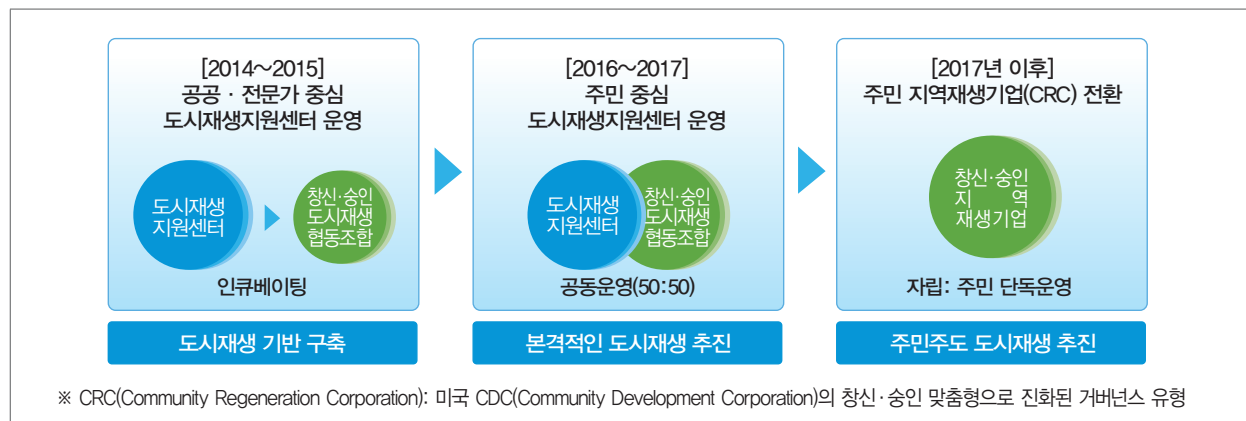 [2014～2015]
공공 · 전문가 중심
도시재생지원센터 운영
도시재생
지원센터
창신·숭인
도시재생
협동조합
인큐베이팅
도시재생 기반 구축
[2016～2017]
주민 중심
도시재생지원센터 운영
도시재생
지원센터
창신·숭인
도시재생
협동조합
공동운영(50:50)
본격적인 도시재생 추진
[2017년 이후]
주민 지역재생기업(CRC) 전환
창신·숭인
지 역
재생기업
자립: 주민 단독운영
주민주도 도시재생 추진
※ CRC(Community Regeneration Corporation): 미국 CDC(Community Development Corporation)의 창신·숭인 맞춤형으로 진화된 거버넌스 유형